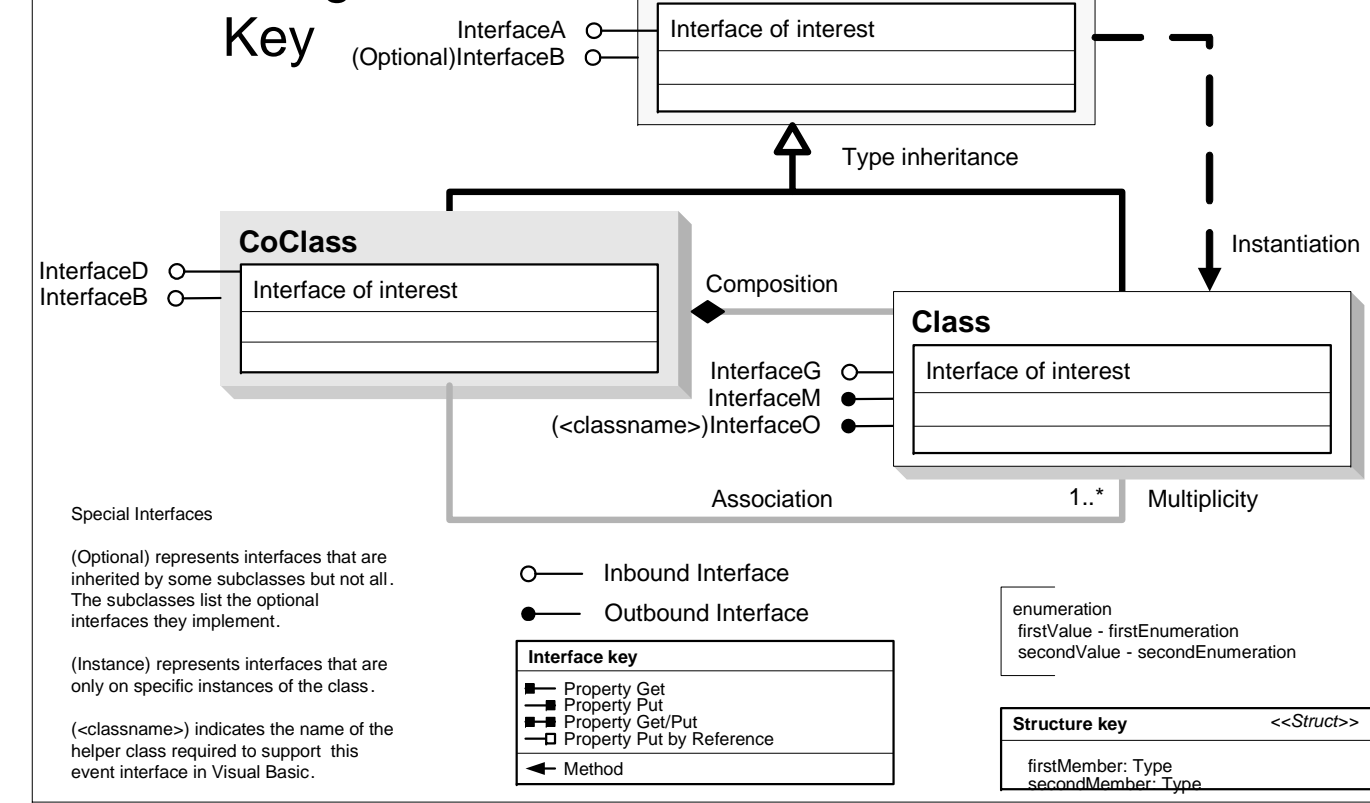 Key
InterfaceA
(Optional)InterfaceB
Interface of interest
Type inheritance
CoClass
InterfaceD
InterfaceB
Interface of interest
Instantiation
Composition
Class
Interface of interest
InterfaceG
InterfaceM
(<classname>)InterfaceO
Association
1..*
Multiplicity
Special Interfaces
(Optional) represents interfaces that are
inherited by some subclasses but not all.
The subclasses list the optional
interfaces they implement.
(Instance) represents interfaces that are
only on specific instances of the class.
(<classname>) indicates the name of the
helper class required to support this
event interface in Visual Basic.
Inbound Interface
Outbound Interface
Interface key
Property Get
Property Put
Property Get/Put
Property Put by Reference
Method
enumeration
firstValue - firstEnumeration
secondValue - secondEnumeration
Structure key <<Struct>>
firstMember: Type
secondMember: Type